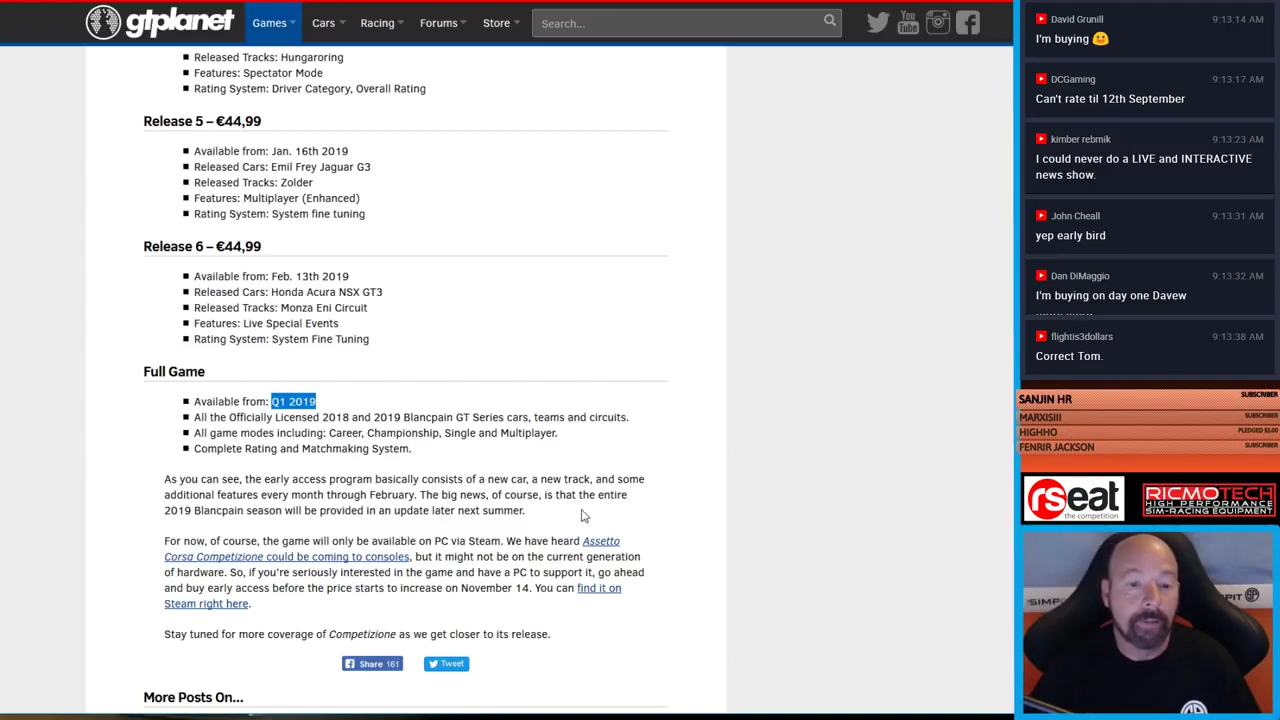 gtplanet
Games
Cars
Racing
Forums
Store
Search...
You
Tube
Released Tracks: Hungaroring
Features: Spectator Mode
Rating System: Driver Category, Overall Rating
Release 5 – €44,99
Available from: Jan. 16th 2019
Released Cars: Emil Frey Jaguar G3
Released Tracks: Zolder
Features: Multiplayer (Enhanced)
Rating System: System fine tuning
Release 6 – €44,99
Available from: Feb. 13th 2019
Released Cars: Honda Acura NSX GT3
Released Tracks: Monza Eni Circuit
Features: Live Special Events
Rating System: System Fine Tuning
Full Game
Available from: Q1 2019
All the Officially Licensed 2018 and 2019 Blancpain GT Series cars, teams and circuits.
All game modes including: Career, Championship, Single and Multiplayer.
Complete Rating and Matchmaking System.
As you can see, the early access program basically consists of a new car, a new track, and some
additional features every month through February. The big news, of course, is that the entire
2019 Blancpain season will be provided in an update later next summer.
For now, of course, the game will only be available on PC via Steam. We have heard Assetto
Corsa Competizione could be coming to consoles, but it might not be on the current generation
of hardware. So, if you're seriously interested in the game and have a PC to support it, go ahead
and buy early access before the price starts to increase on November 14. You can find it on
Steam right here.
Stay tuned for more coverage of Competizione as we get closer to its release.
Share 161
Tweet
More Posts On...
David Grunill
9:13:14 AM
I'm buying
DCGaming
9:13:17 AM
Can't rate til 12th September
kimber rebmik
9:13:23 AM
I could never do a LIVE and INTERACTIVE
news show.
John Cheall
9:13:31 AM
yep early bird
Dan DiMaggio
9:13:32 AM
I'm buying on day one Davew
flightis3dollars
9:13:38 AM
Correct Tom.
SANJIN HR
SUBSCRIBER
MARXISIII
SUBSCRIBER
HIGHHO
PLEDGED $5.00
FENRIR JACKSON
SUBSCRIBER
rseat
the competition
RICMOTECH
HIGH PERFORMANCE
SIM-RACING EQUIPMENT